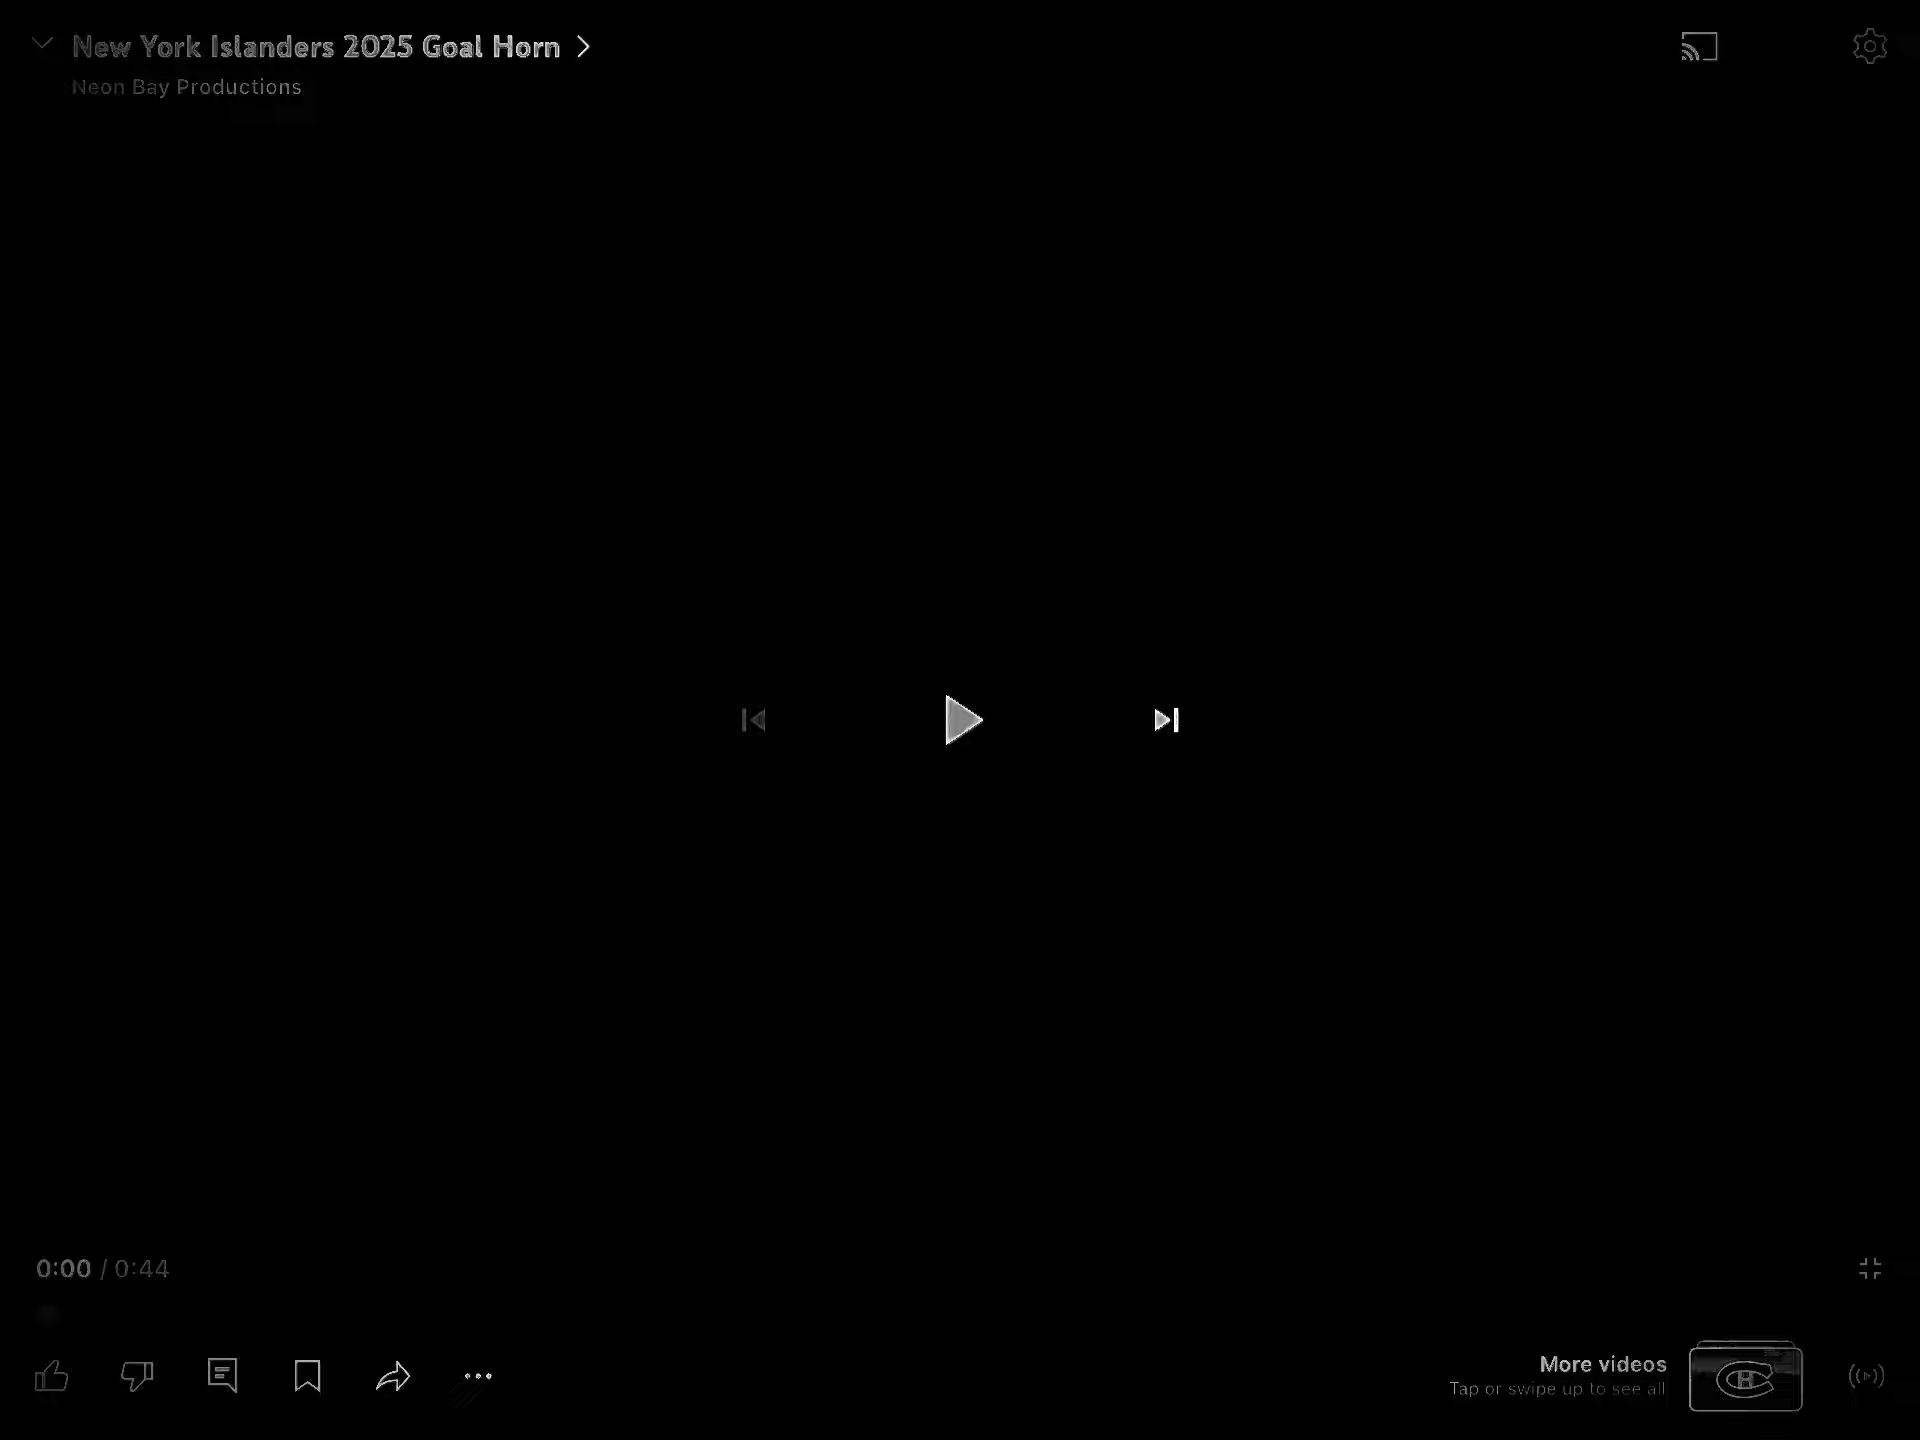 New York Islanders 2025 Goal Horn
Neon Bay Productions
0:00 / 0:44
More videos
Tap or swipe up to see all
CH